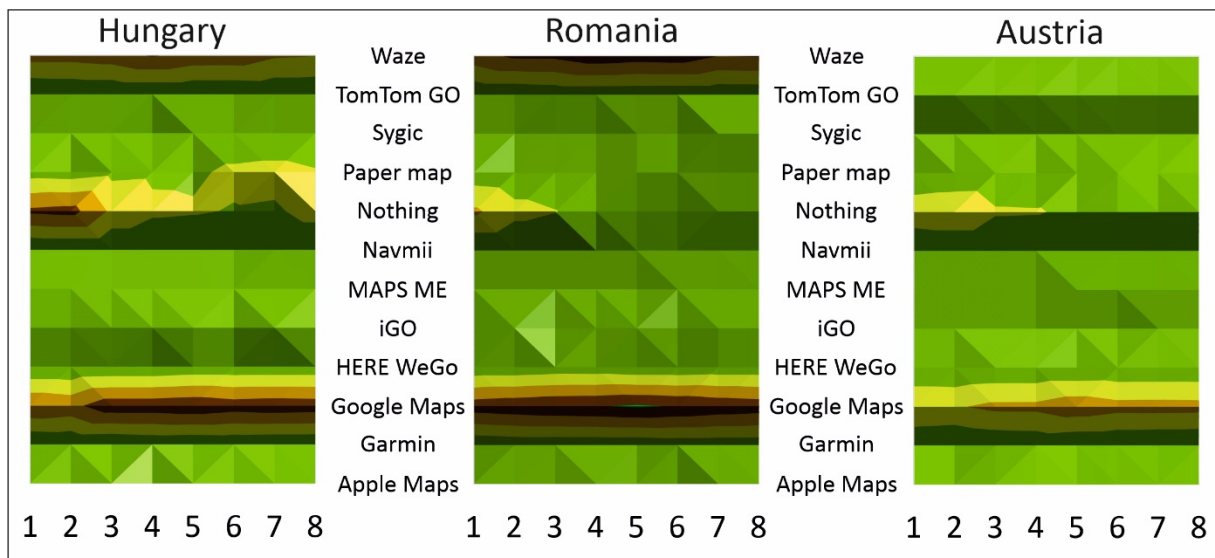 Hungary Romania Austria
Waze Waze
TomTom GO TomTom GO
Sygic Sygic
Paper map Paper map
Nothing Nothing
Navmii Navmii
MAPS ME MAPS ME
iGO iGO
HERE WeGo HERE WeGo
Google Maps Google Maps
Garmin Garmin
Apple Maps Apple Maps
1 2 3 4 5 6 7 8 1 2 3 4 5 6 7 8 1 2 3 4 5 6 7 8